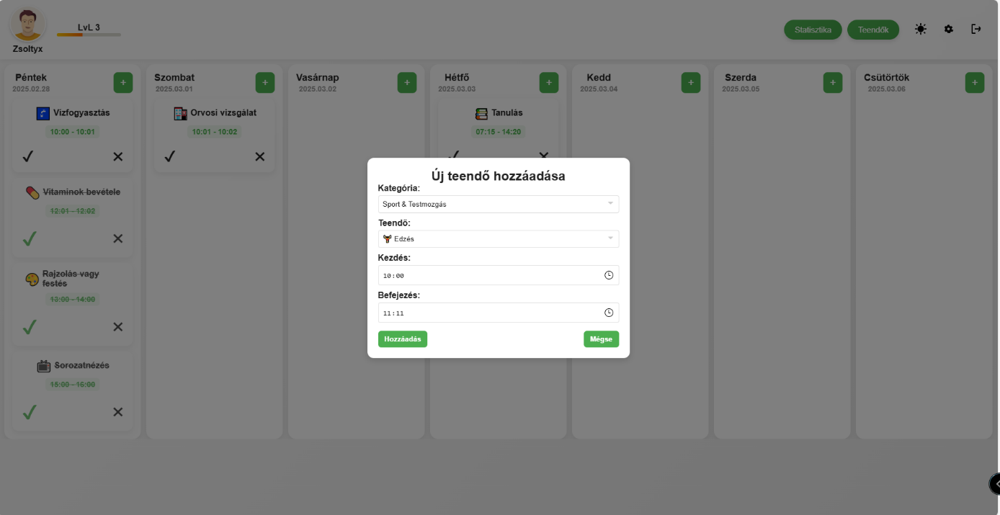 LvL 3
Zsoltyx
Statisztika
Teendők
Péntek
2025.02.28
+
Vizfogyasztás
10:00 - 10:01
Vitaminok bevétele
12:01 - 12:02
Rajzolás vagy
festés
13:00 - 14:00
Sorozatnézés
15:00 - 16:00
Szombat
2025.03.01
+
Orvosi vizsgálat
10:01 - 10:02
Vasárnap
2025.03.02
+
Hétfő
2025.03.03
+
Tanulás
07:15 - 14:20
Kedd
2025.03.04
+
Szerda
2025.03.05
+
Csütörtök
2025.03.06
+
Új teendő hozzáadása
Kategória:
Sport & Testmozgás
Teendő:
Edzés
Kezdés:
10:00
Befejezés:
11:11
Hozzáadás
Mégse